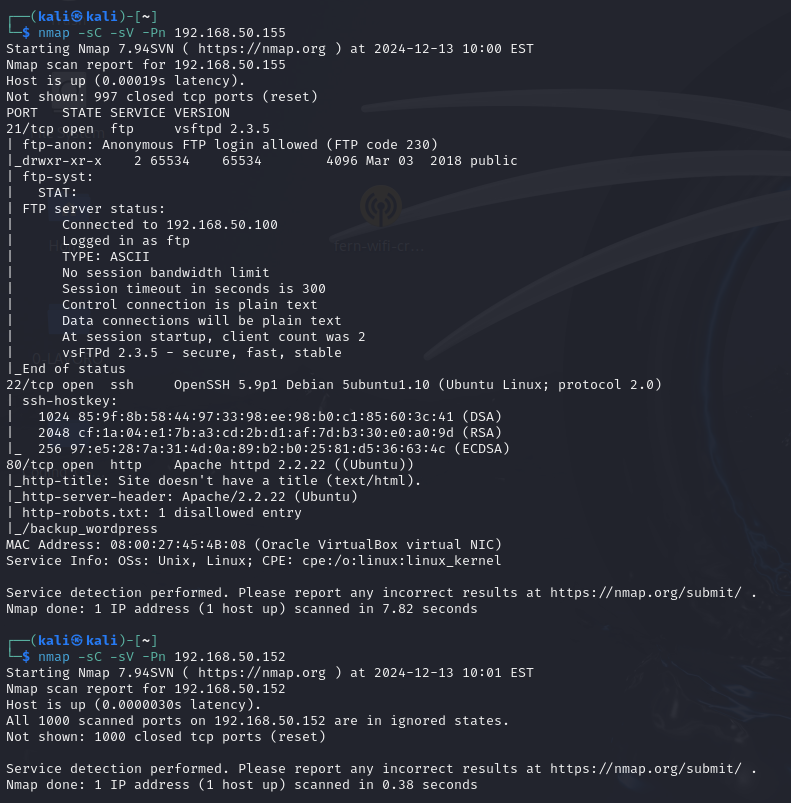 ┌──(kali㉿kali)-[~]
└─$ nmap -sC -sV -Pn 192.168.50.155
Starting Nmap 7.94SVN ( https://nmap.org ) at 2024-12-13 10:00 EST
Nmap scan report for 192.168.50.155
Host is up (0.00019s latency).
Not shown: 997 closed tcp ports (reset)
PORT   STATE SERVICE VERSION
21/tcp open  ftp     vsftpd 2.3.5
| ftp-anon: Anonymous FTP login allowed (FTP code 230)
|_drwxr-xr-x    2 65534    65534        4096 Mar 03  2018 public
| ftp-syst:
|   STAT:
| FTP server status:
|      Connected to 192.168.50.100
|      Logged in as ftp
|      TYPE: ASCII
|      No session bandwidth limit
|      Session timeout in seconds is 300
|      Control connection is plain text
|      Data connections will be plain text
|      At session startup, client count was 2
|      vsFTPd 2.3.5 - secure, fast, stable
|_End of status
22/tcp open  ssh     OpenSSH 5.9p1 Debian 5ubuntu1.10 (Ubuntu Linux; protocol 2.0)
| ssh-hostkey:
|   1024 85:9f:8b:58:44:97:33:98:ee:98:b0:c1:85:60:3c:41 (DSA)
|   2048 cf:1a:04:e1:7b:a3:cd:2b:d1:af:7d:b3:30:e0:a0:9d (RSA)
|_  256 97:e5:28:7a:31:4d:0a:89:b2:b0:25:81:d5:36:63:4c (ECDSA)
80/tcp open  http    Apache httpd 2.2.22 ((Ubuntu))
|_http-title: Site doesn't have a title (text/html).
|_http-server-header: Apache/2.2.22 (Ubuntu)
| http-robots.txt: 1 disallowed entry
|_/backup_wordpress
MAC Address: 08:00:27:45:4B:08 (Oracle VirtualBox virtual NIC)
Service Info: OSs: Unix, Linux; CPE: cpe:/o:linux:linux_kernel

Service detection performed. Please report any incorrect results at https://nmap.org/submit/ .
Nmap done: 1 IP address (1 host up) scanned in 7.82 seconds

┌──(kali㉿kali)-[~]
└─$ nmap -sC -sV -Pn 192.168.50.152
Starting Nmap 7.94SVN ( https://nmap.org ) at 2024-12-13 10:01 EST
Nmap scan report for 192.168.50.152
Host is up (0.0000030s latency).
All 1000 scanned ports on 192.168.50.152 are in ignored states.
Not shown: 1000 closed tcp ports (reset)

Service detection performed. Please report any incorrect results at https://nmap.org/submit/ .
Nmap done: 1 IP address (1 host up) scanned in 0.38 seconds
fern-wifi-cr...